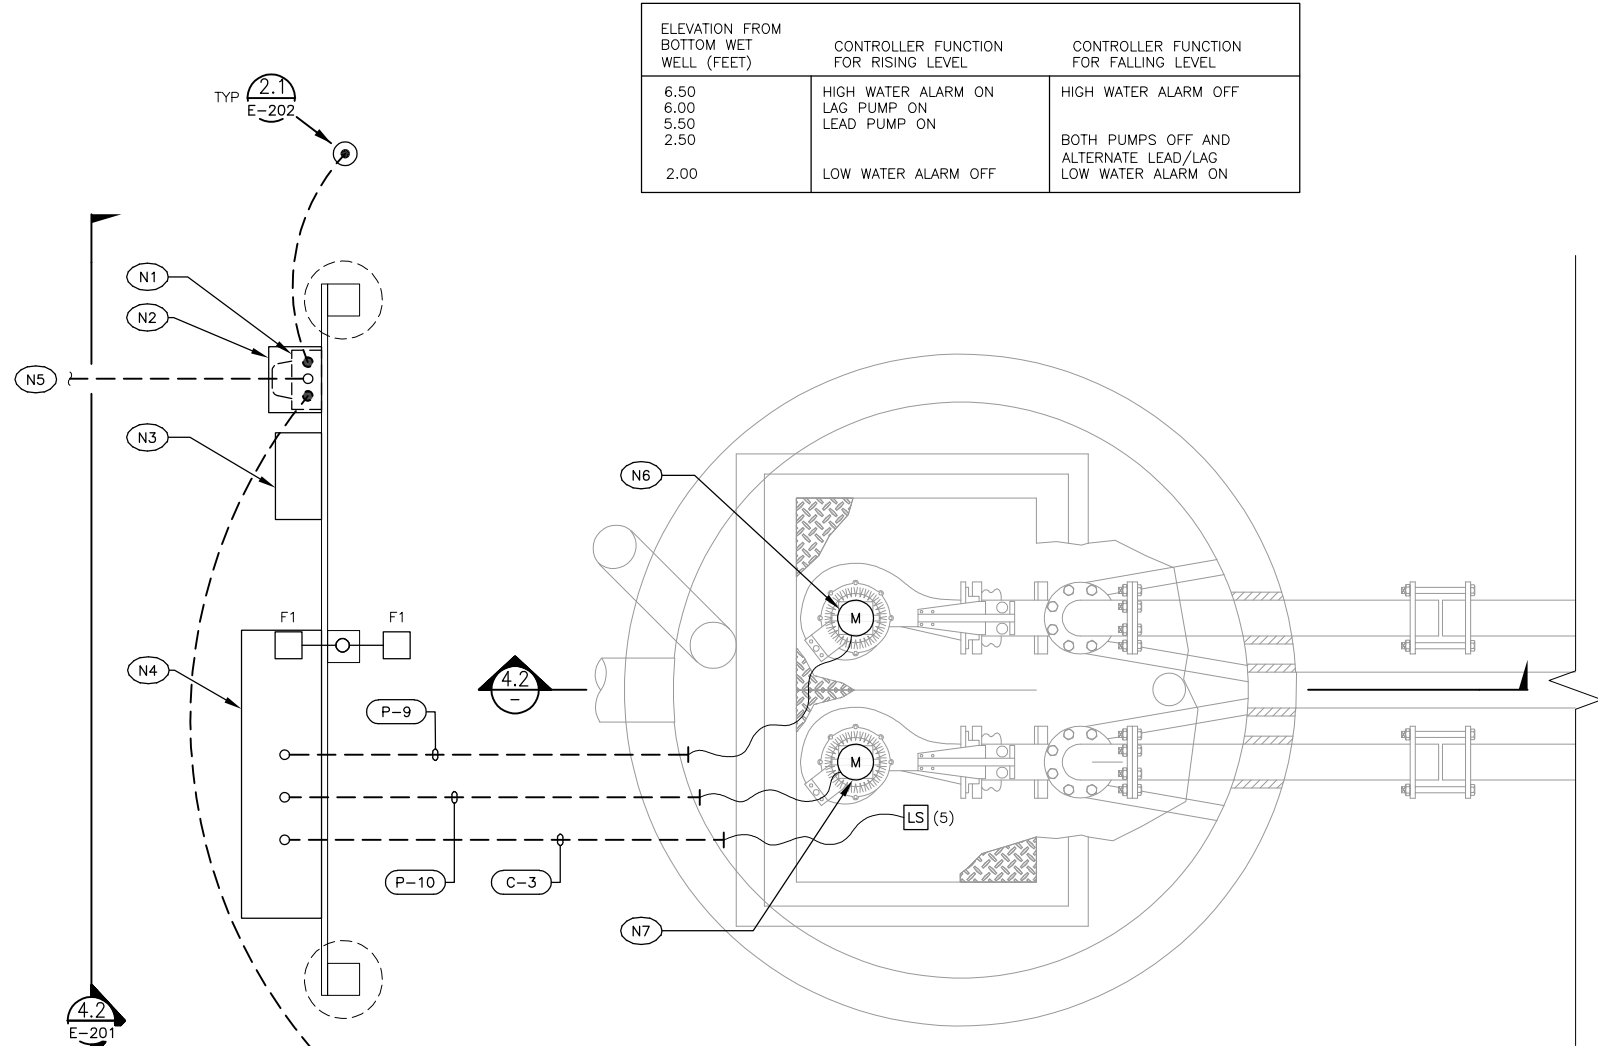 ELEVATION FROM
BOTTOM WET
WELL (FEET)
CONTROLLER FUNCTION
FOR RISING LEVEL
CONTROLLER FUNCTION
FOR FALLING LEVEL
6.50 HIGH WATER ALARM ON HIGH WATER ALARM OFF
6.00 LAG PUMP ON
5.50 LEAD PUMP ON
2.50 BOTH PUMPS OFF AND
ALTERNATE LEAD/LAG
2.00 LOW WATER ALARM OFF LOW WATER ALARM ON
TYP 2.1
E-202
N1
N2
N5
N3
N6
F1 F1
M
N4
4.2
–
P-9
M
LS (5)
P-10 C-3
N7
4.2
E-201